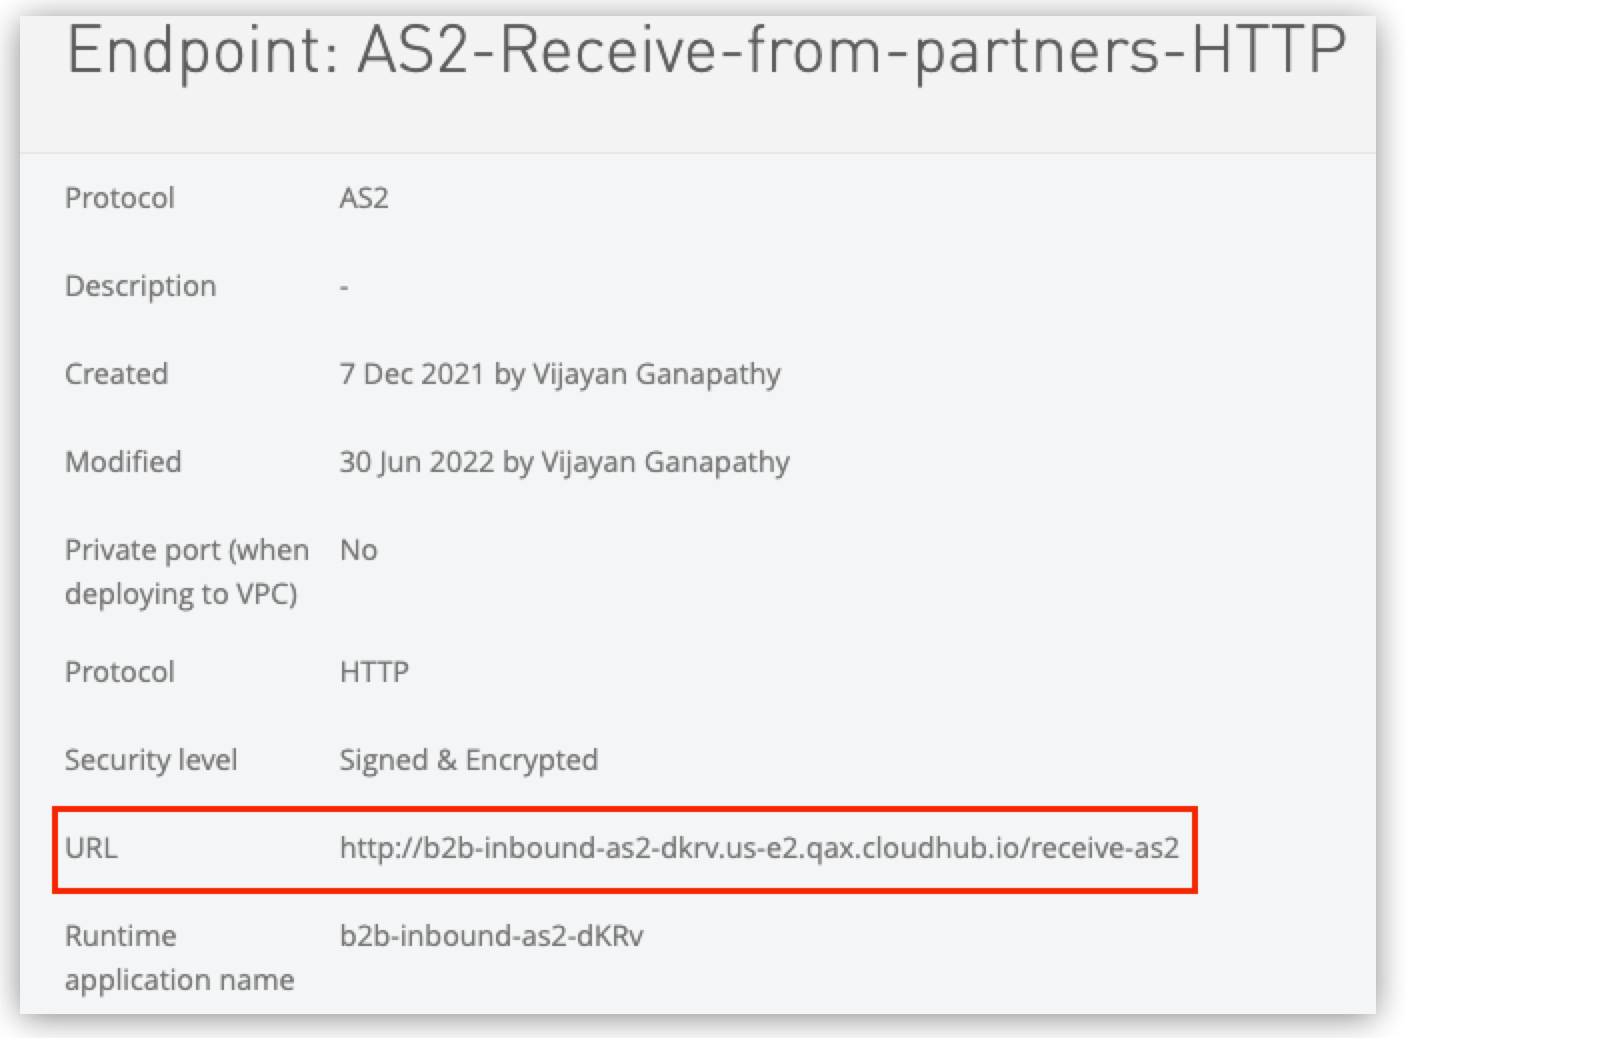 Endpoint: AS2-Receive-from-partners-HTTP
Protocol AS2
Description -
Created 7 Dec 2021 by Vijayan Ganapathy
Modified 30 Jun 2022 by Vijayan Ganapathy
Private port (when No
deploying to VPC)
Protocol HTTP
Security level Signed & Encrypted
URL http://b2b-inbound-as2-dkrv.us-e2.qax.cloudhub.io/receive-as2
Runtime b2b-inbound-as2-dKRv
application name